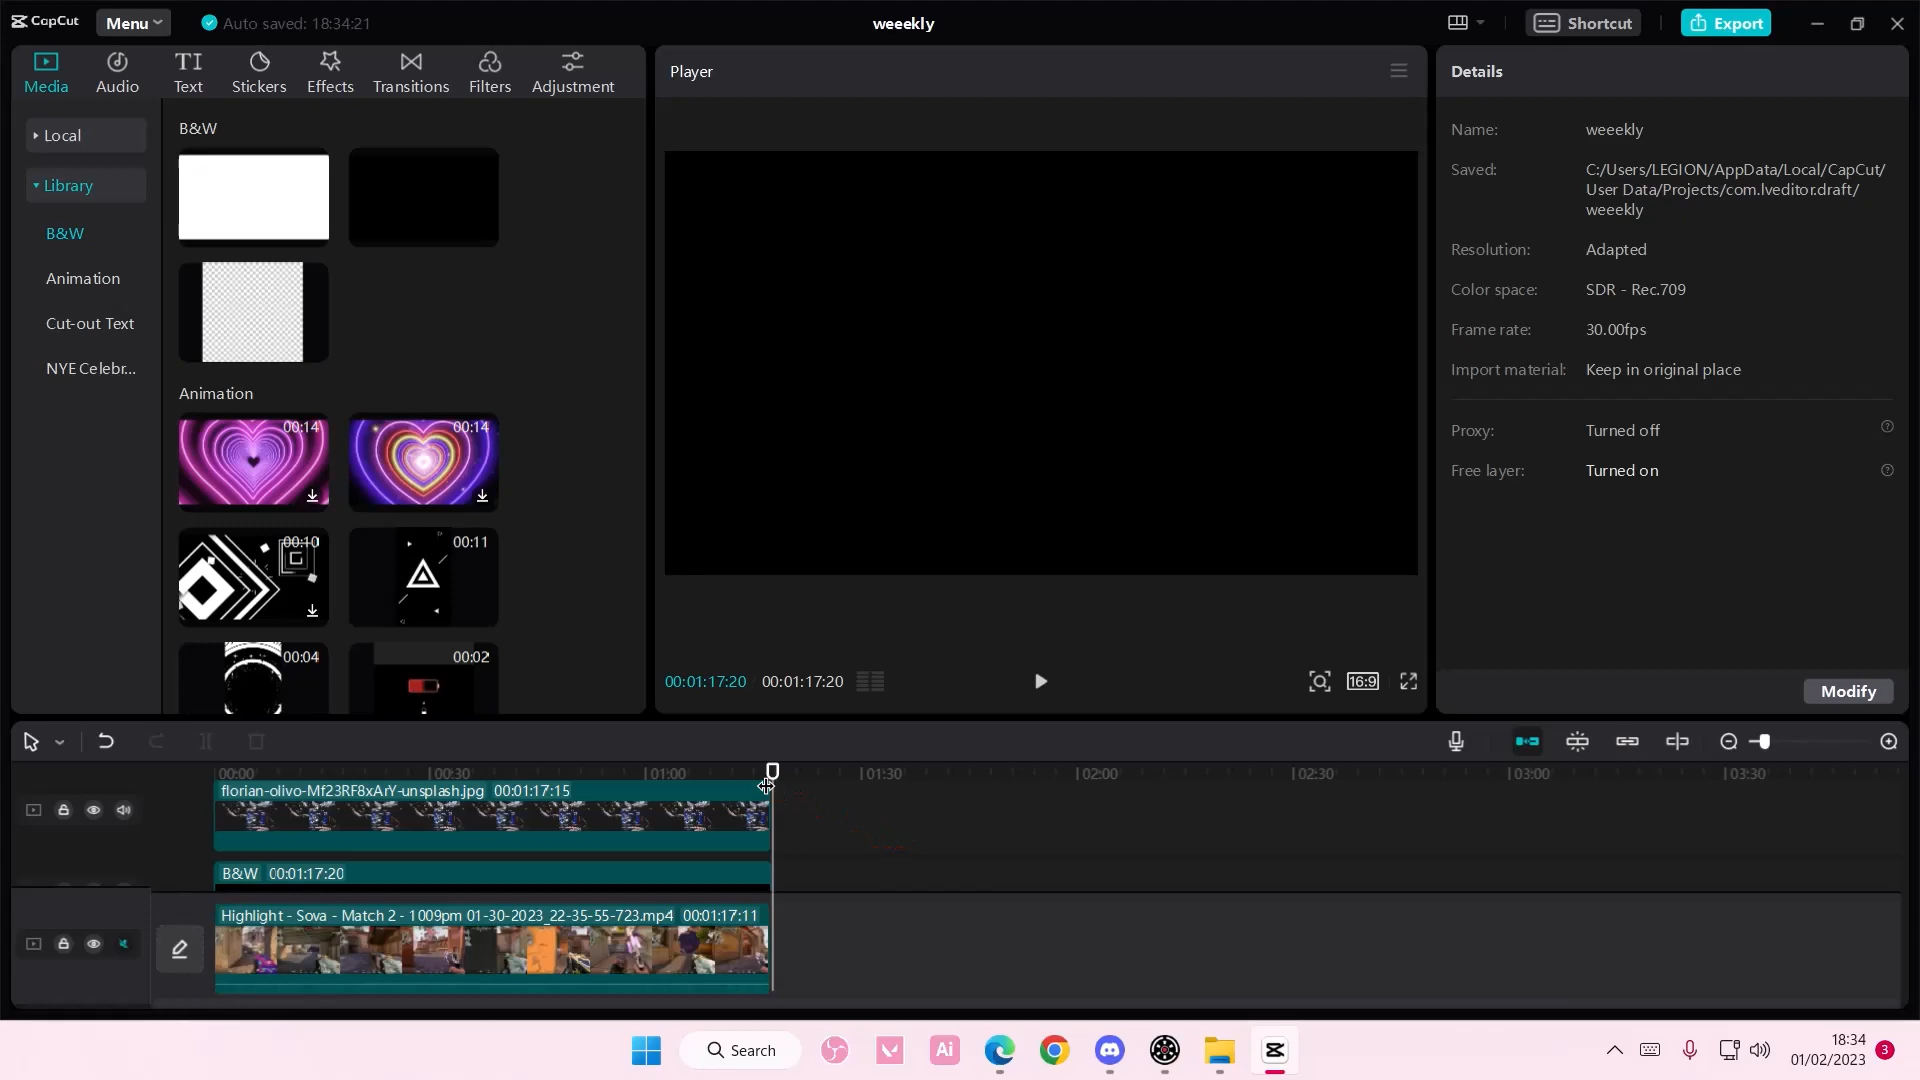 CapCut
Menu
Auto saved: 18:34:21
weeekly
Shortcut
Export
Media
Audio
TI
Text
Stickers
Effects
Transitions
Filters
Adjustment
Local
Library
B&W
Animation
Cut-out Text
NYE Celebr...
B&W
Animation
00:14
00:14
00:10
00:11
00:04
00:02
Player
00:01:17:20
00:01:17:20
16:9
Details
Name:
weeekly
Saved:
C:/Users/LEGION/AppData/Local/CapCut/
User Data/Projects/com.lveditor.draft/
weeekly
Resolution:
Adapted
Color space:
SDR - Rec.709
Frame rate:
30.00fps
Import material:
Keep in original place
Proxy:
Turned off
Free layer:
Turned on
Modify
00:00
00:30
01:00
01:30
02:00
02:30
03:00
03:30
florian-olivo-Mf23RF8xArY-unsplash.jpg 00:01:17:15
B&W 00:01:17:20
Highlight - Sova - Match 2 - 1009pm 01-30-2023_22-35-55-723.mp4 00:01:17:11
Search
Ai
18:34
01/02/2023
3